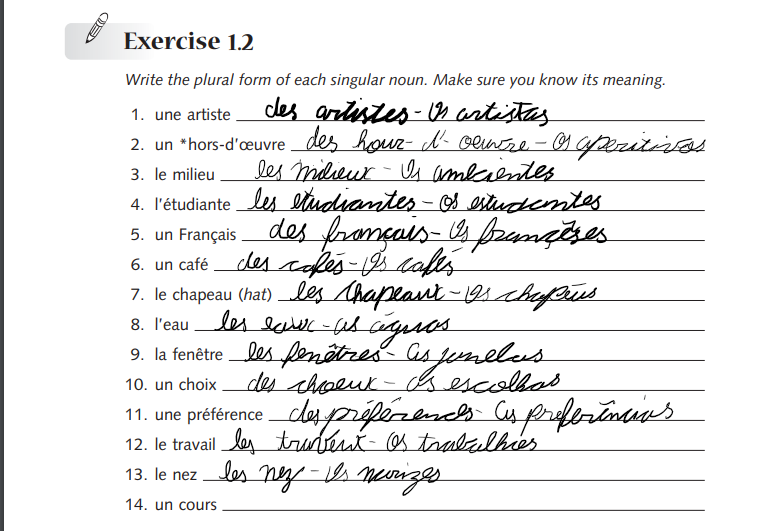 Exercise 1.2
Write the plural form of each singular noun. Make sure you know its meaning.
1. une artiste des artistes - Os artistas
2. un *hors-d'œuvre des hour-d'-oeuvre - Os aperitivos
3. le milieu les milieux - Os ambientes
4. l'étudiante les etudiantes - os estudantes
5. un Français des français - Os franceses
6. un café des cafés - Os cafés
7. le chapeau (hat) les chapeaux - Os chapéus
8. l'eau les eaux - as águas
9. la fenêtre les fenêtres - As janelas
10. un choix des choeux - os escolhas
11. une préférence des préférences - As preferências
12. le travail les - Os trabalhos
13. le nez les nez - Os narizes
14. un cours